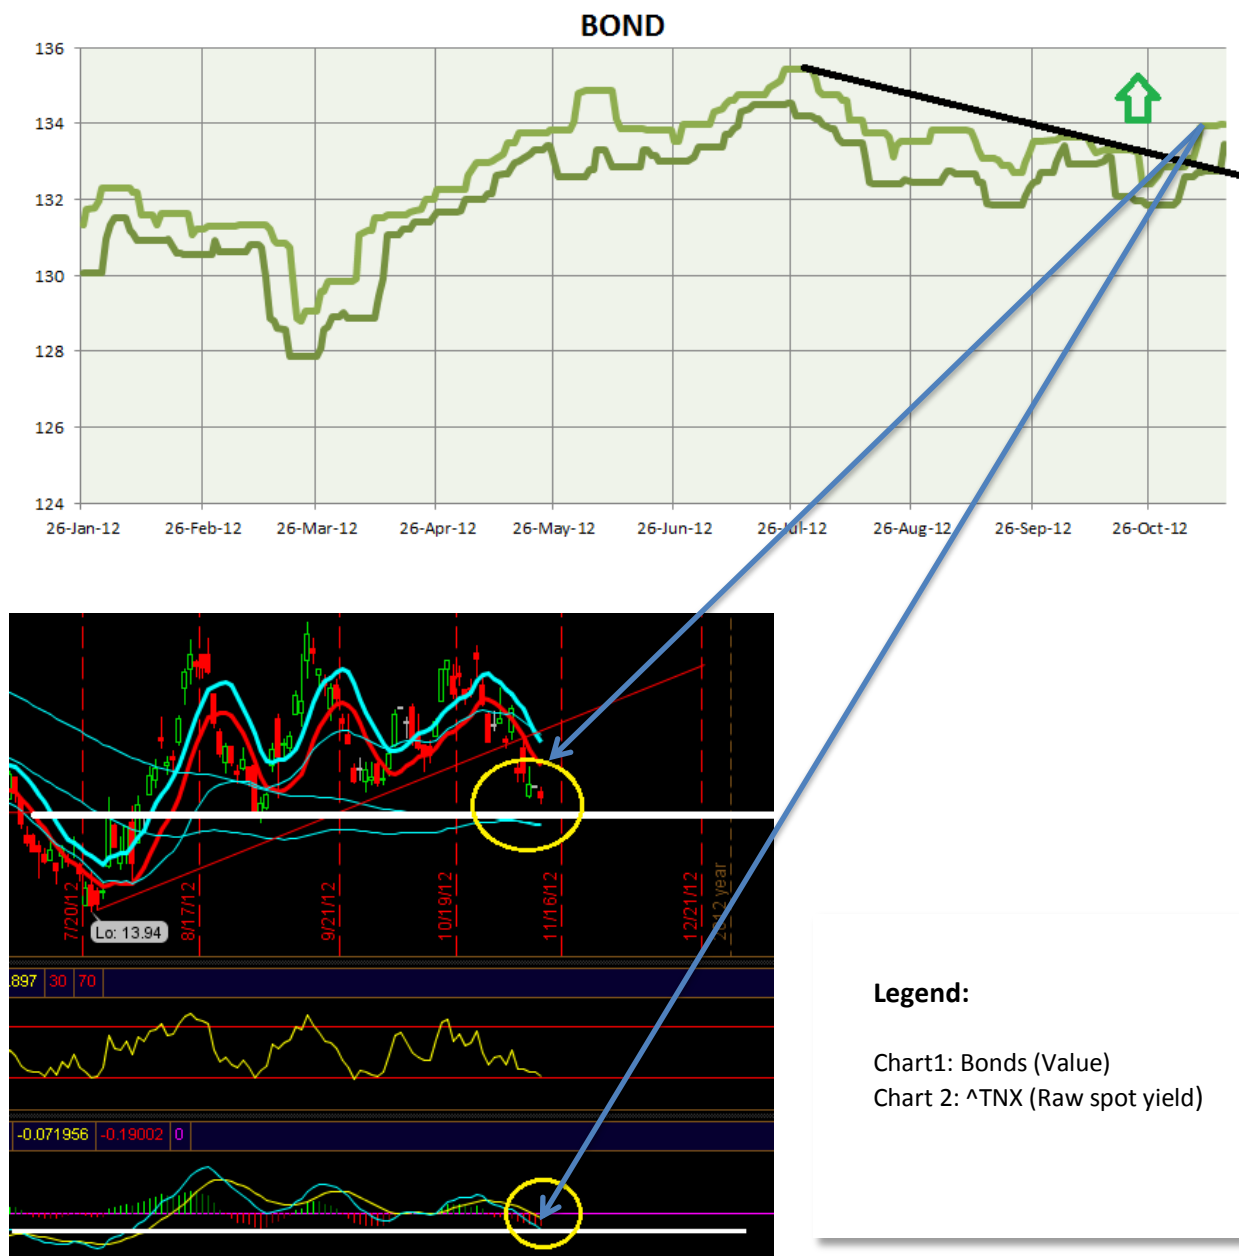 BOND
136
134
132
130
128
126
124
26-Jan-12 26-Feb-12 26-Mar-12 26-Apr-12 26-May-12 26-Jun-12 26-Jul-12 26-Aug-12 26-Sep-12 26-Oct-12
7/20/12 8/17/12 9/21/12 10/19/12 11/16/12 12/21/12 2012 year
Lo: 13.94
.897 30 70
-0.071956 -0.19002 0
Legend:
Chart1: Bonds (Value)
Chart 2: ^TNX (Raw spot yield)